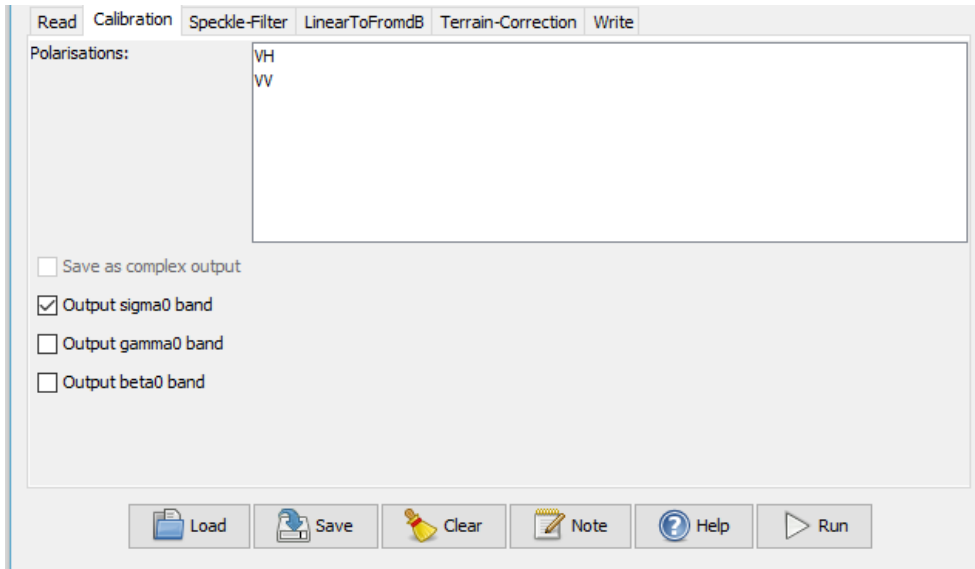 Read Calibration Speckle-Filter LinearToFromdB Terrain-Correction Write
Polarisations:
VH
VV
Save as complex output
Output sigma0 band
Output gamma0 band
Output beta0 band
Load Save Clear Note Help Run